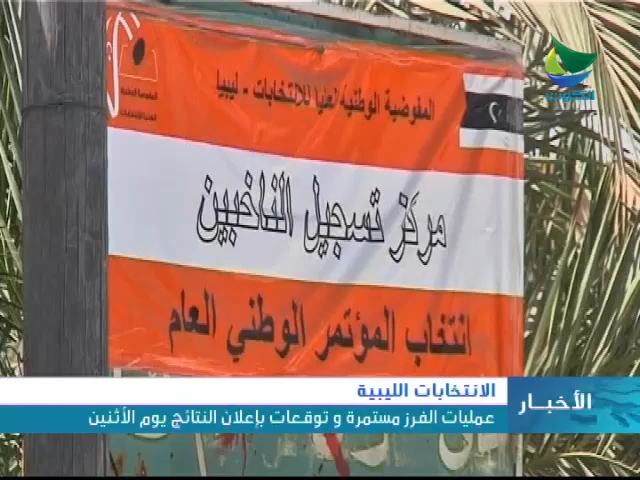 المفوضية الوطنية لعليا للانتخابات - ليبيا
مركز تسجيل الناخبين
انتخاب المؤتمر الوطني العام
الانتخابات الليبية
الأخبار
عمليات الفرز مستمرة و توقعات بإعلان النتائج يوم الأثنين